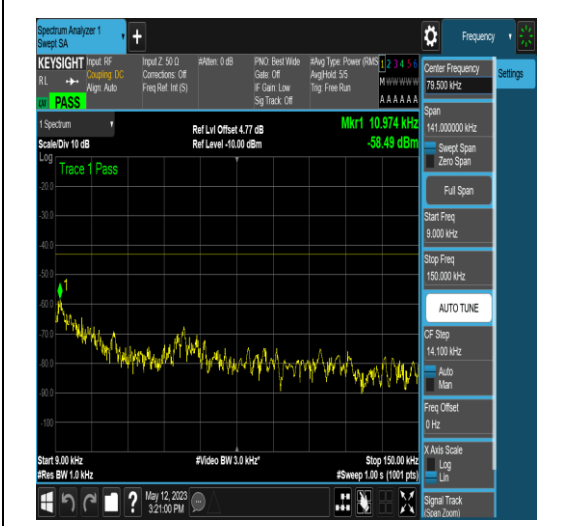 Spectrum Analyzer 1
Swept SA
+
Frequency
KEYSIGHT
RL
Input: RF
Coupling: DC
Align: Auto
Input Z: 50 Ω
Corrections: Off
Freq Ref: Int (S)
#Atten: 0 dB
PNO: Best Wide
Gate: Off
IF Gain: Low
Sig Track: Off
#Avg Type: Power (RMS
Avg|Hold: 5/5
Trig: Free Run
1 2 3 4 5 6
M W W W W W
A A A A A A
PASS
1 Spectrum
Scale/Div 10 dB
Ref Lvl Offset 4.77 dB
Ref Level -10.00 dBm
Mkr1 10.974 kHz
-58.49 dBm
Log
Trace 1 Pass
-20.0
-30.0
-40.0
-50.0
1
-60.0
-70.0
-80.0
-90.0
-100
Start 9.00 kHz
#Res BW 1.0 kHz
#Video BW 3.0 kHz*
Stop 150.00 kHz
#Sweep 1.00 s (1001 pts)
Center Frequency
79.500 kHz
Settings
Span
141.000000 kHz
Swept Span
Zero Span
Full Span
Start Freq
9.000 kHz
Stop Freq
150.000 kHz
AUTO TUNE
CF Step
14.100 kHz
Auto
Man
Freq Offset
0 Hz
X Axis Scale
Log
Lin
Signal Track
(Span Zoom)
?
May 12, 2023
3:21:00 PM